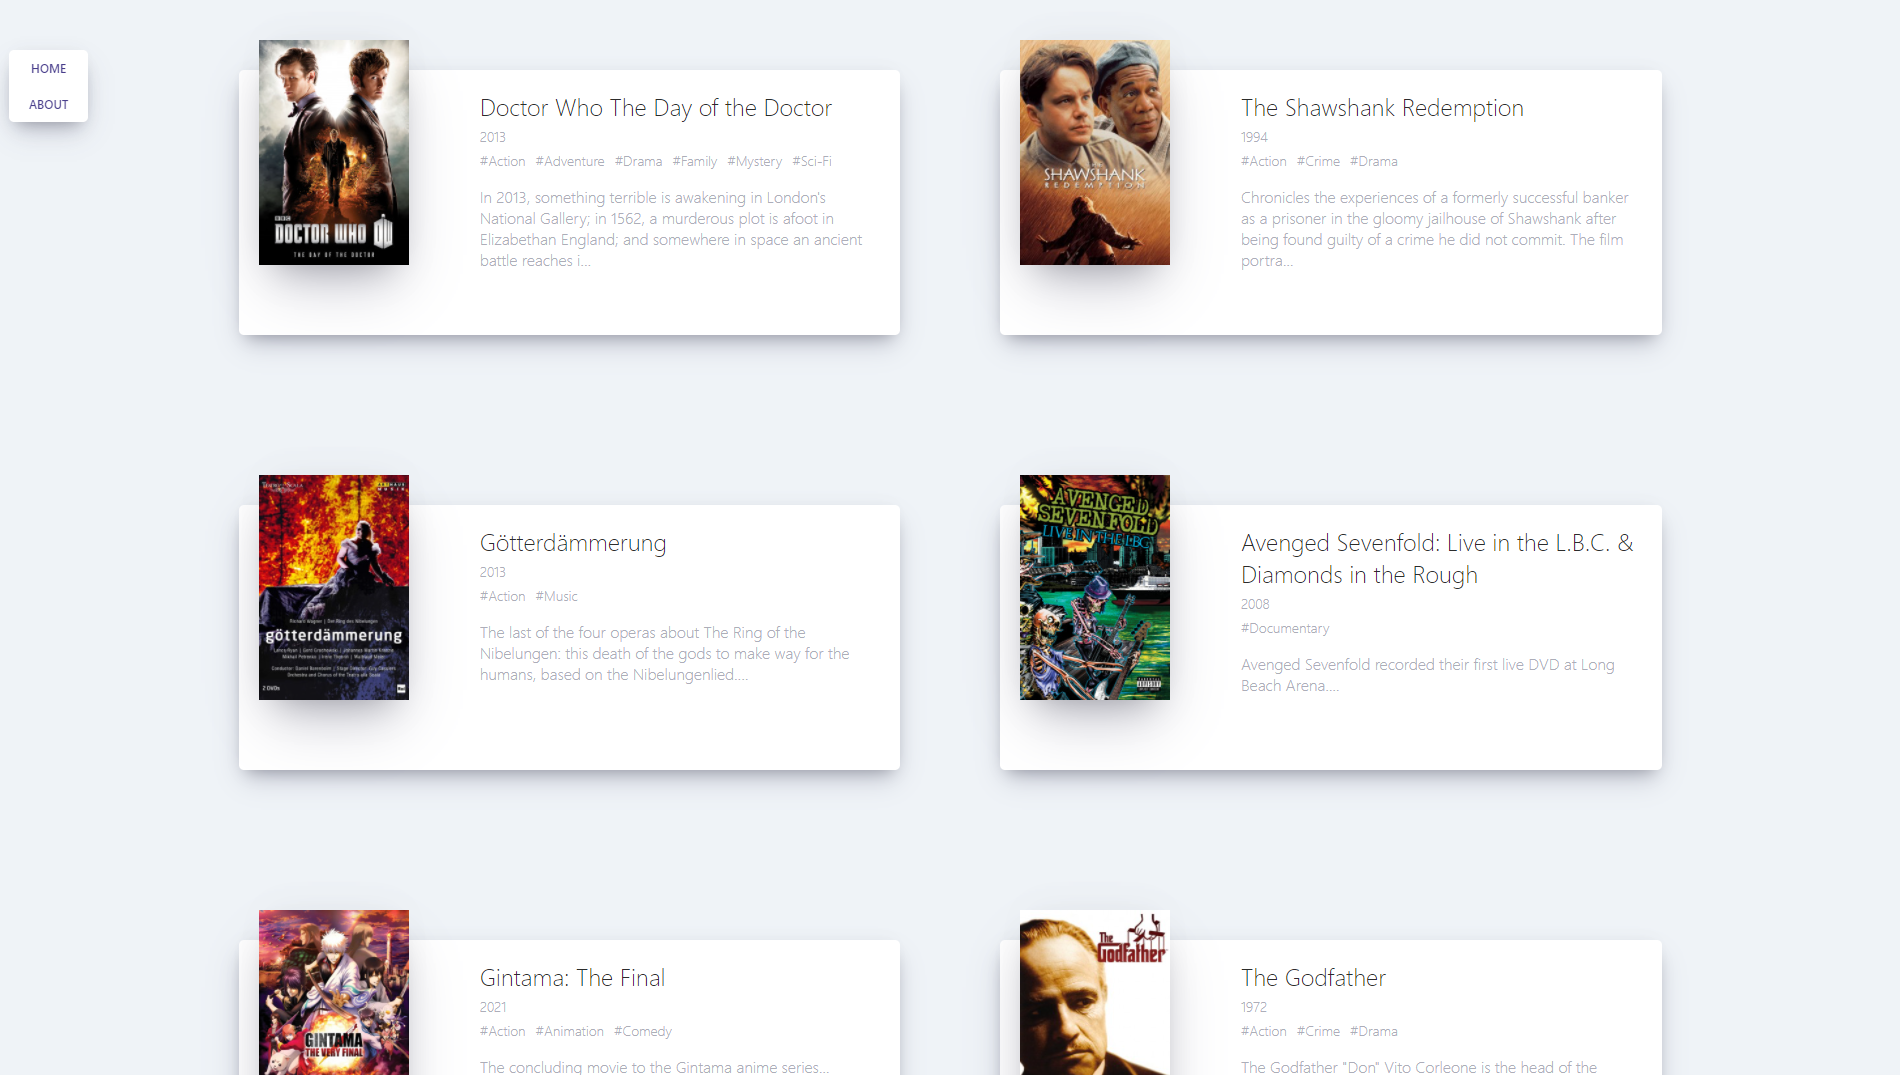 HOME
ABOUT
BBC
DOCTOR WHO
THE DAY OF THE DOCTOR
Doctor Who The Day of the Doctor
2013
#Action #Adventure #Drama #Family #Mystery #Sci-Fi
In 2013, something terrible is awakening in London's
National Gallery; in 1562, a murderous plot is afoot in
Elizabethan England; and somewhere in space an ancient
battle reaches i...
SHAWSHANK
REDEMPTION
The Shawshank Redemption
1994
#Action #Crime #Drama
Chronicles the experiences of a formerly successful banker
as a prisoner in the gloomy jailhouse of Shawshank after
being found guilty of a crime he did not commit. The film
portra...
Richard Wagner | Der Ring des Nibelungen
götterdämmerung
2 DVDs
Götterdämmerung
2013
#Action #Music
The last of the four operas about The Ring of the
Nibelungen: this death of the gods to make way for the
humans, based on the Nibelungenlied....
AVENGED
SEVENFOLD
LIVE IN THE LBC
Avenged Sevenfold: Live in the L.B.C. &
Diamonds in the Rough
2008
#Documentary
Avenged Sevenfold recorded their first live DVD at Long
Beach Arena....
GINTAMA
THE VERY FINAL
Gintama: The Final
2021
#Action #Animation #Comedy
The concluding movie to the Gintama anime series...
The
Godfather
The Godfather
1972
#Action #Crime #Drama
The Godfather "Don" Vito Corleone is the head of the